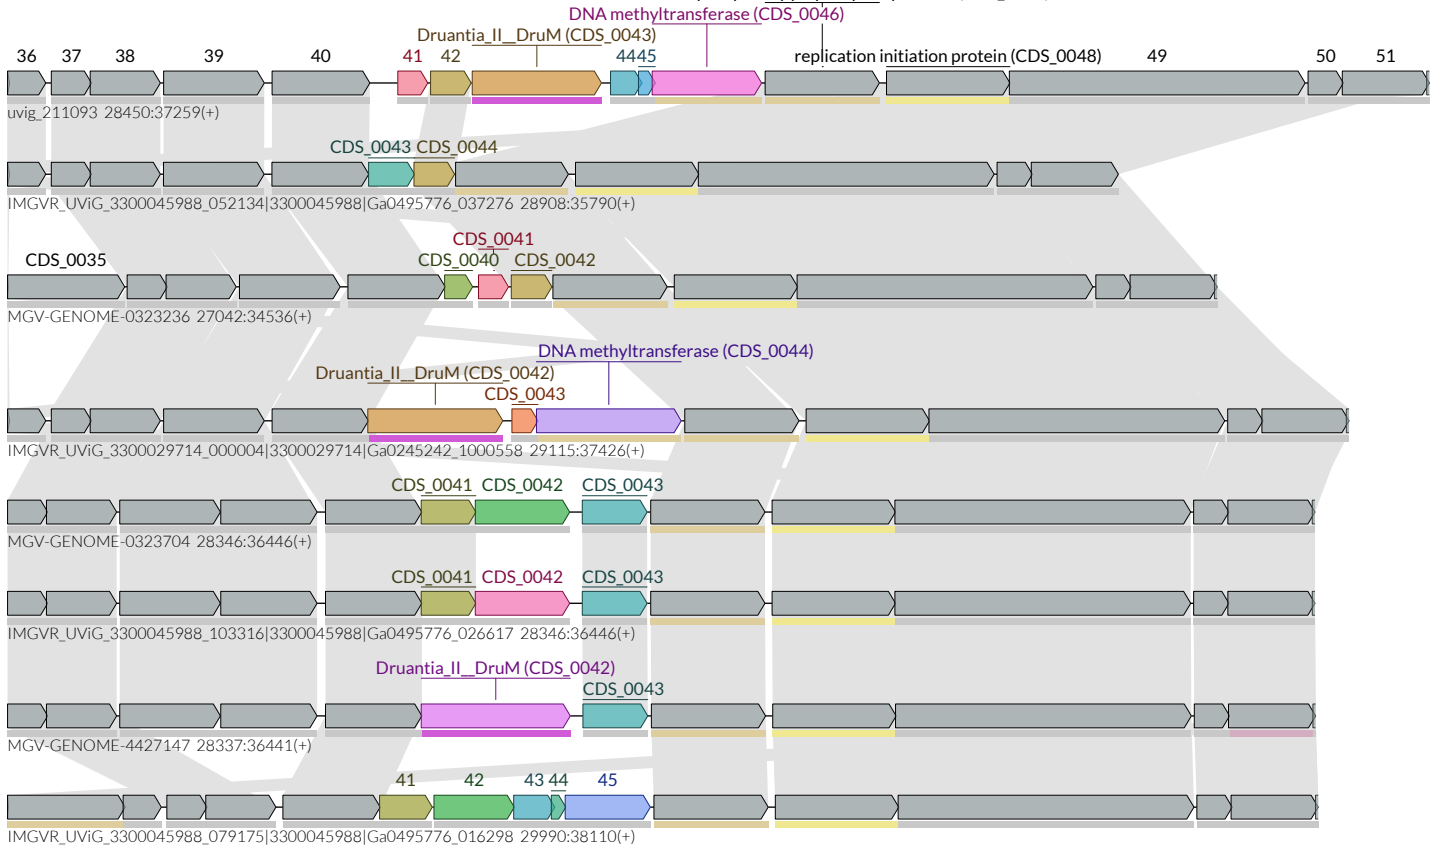 DNA methyltransferase (CDS_0046)
Druantia_II__DruM (CDS_0043)
36 37 38 39 40 41 42 44 45 replication initiation protein (CDS_0048) 49 50 51
uvig_211093 28450:37259(+)
CDS_0043 CDS_0044
IMGVR_UViG_3300045988_052134|3300045988|Ga0495776_037276 28908:35790(+)
CDS_0041
CDS_0035 CDS_0040 CDS_0042
MGV-GENOME-0323236 27042:34536(+)
DNA methyltransferase (CDS_0044)
Druantia_II__DruM (CDS_0042)
CDS_0043
IMGVR_UViG_3300029714_000004|3300029714|Ga0245242_1000558 29115:37426(+)
CDS_0041 CDS_0042 CDS_0043
MGV-GENOME-0323704 28346:36446(+)
CDS_0041 CDS_0042 CDS_0043
IMGVR_UViG_3300045988_103316|3300045988|Ga0495776_026617 28346:36446(+)
Druantia_II__DruM (CDS_0042)
CDS_0043
MGV-GENOME-4427147 28337:36441(+)
41 42 43 44 45
IMGVR_UViG_3300045988_079175|3300045988|Ga0495776_016298 29990:38110(+)